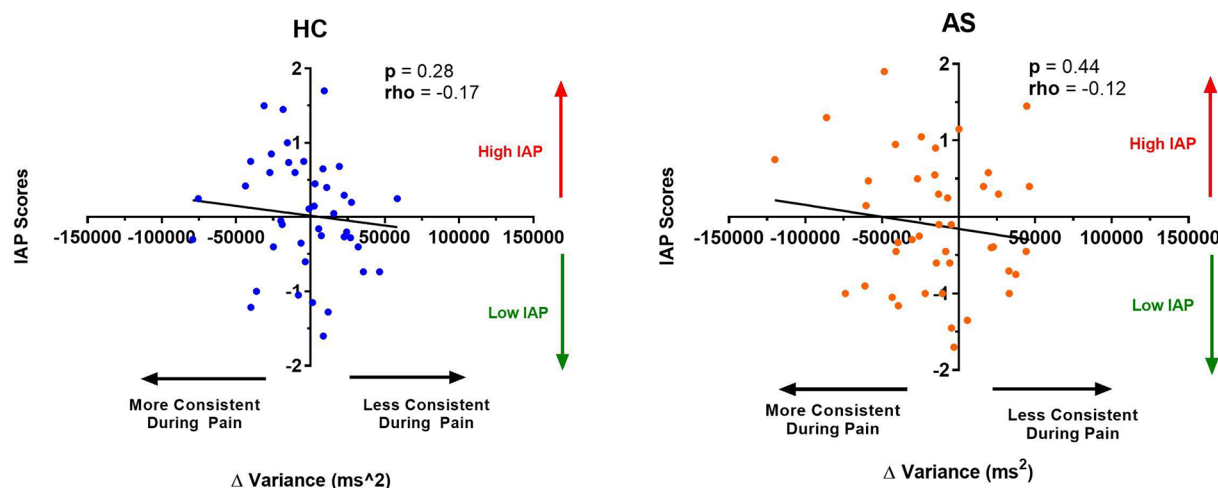 HC
2
p = 0.28
rho = -0.17
1
High IAP
IAP Scores
-150000 -100000 -50000 50000 100000 150000
-1
Low IAP
-2
More Consistent
During Pain
Less Consistent
During Pain
Δ Variance (ms^2)
AS
2
p = 0.44
rho = -0.12
1
High IAP
IAP Scores
-150000 -100000 -50000 50000 100000 150000
-1
Low IAP
-2
More Consistent
During Pain
Less Consistent
During Pain
Δ Variance (ms²)